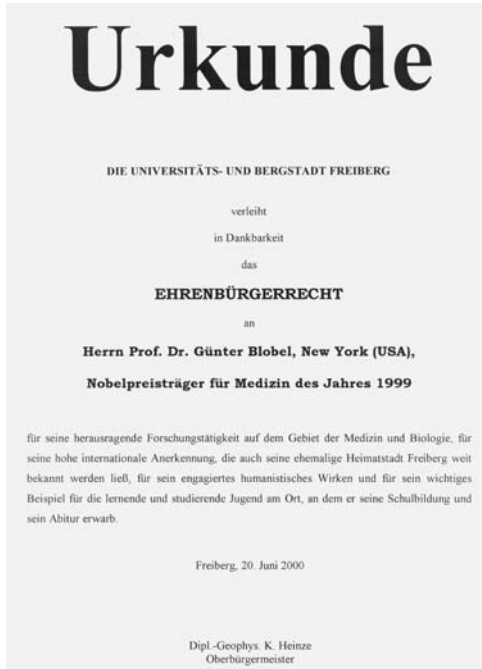 Urkunde
DIE UNIVERSITÄTS- UND BERGSTADT FREIBERG
verleiht
in Dankbarkeit
das
EHRENBÜRGERRECHT
an
Herrn Prof. Dr. Günter Blobel, New York (USA),
Nobelpreisträger für Medizin des Jahres 1999
für seine herausragende Forschungstätigkeit auf dem Gebiet der Medizin und Biologie, für
seine hohe internationale Anerkennung, die auch seine ehemalige Heimatstadt Freiberg weit
bekannt werden ließ, für sein engagiertes humanistisches Wirken und für sein wichtiges
Beispiel für die lernende und studierende Jugend am Ort, an dem er seine Schulbildung und
sein Abitur erwarb.
Freiberg, 20. Juni 2000
Dipl.-Geophys. K. Heinze
Oberbürgermeister